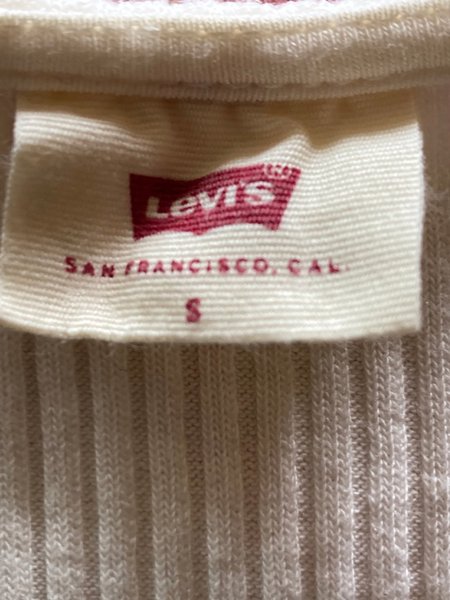 Levi's
SAN FRANCISCO, CAL.
S